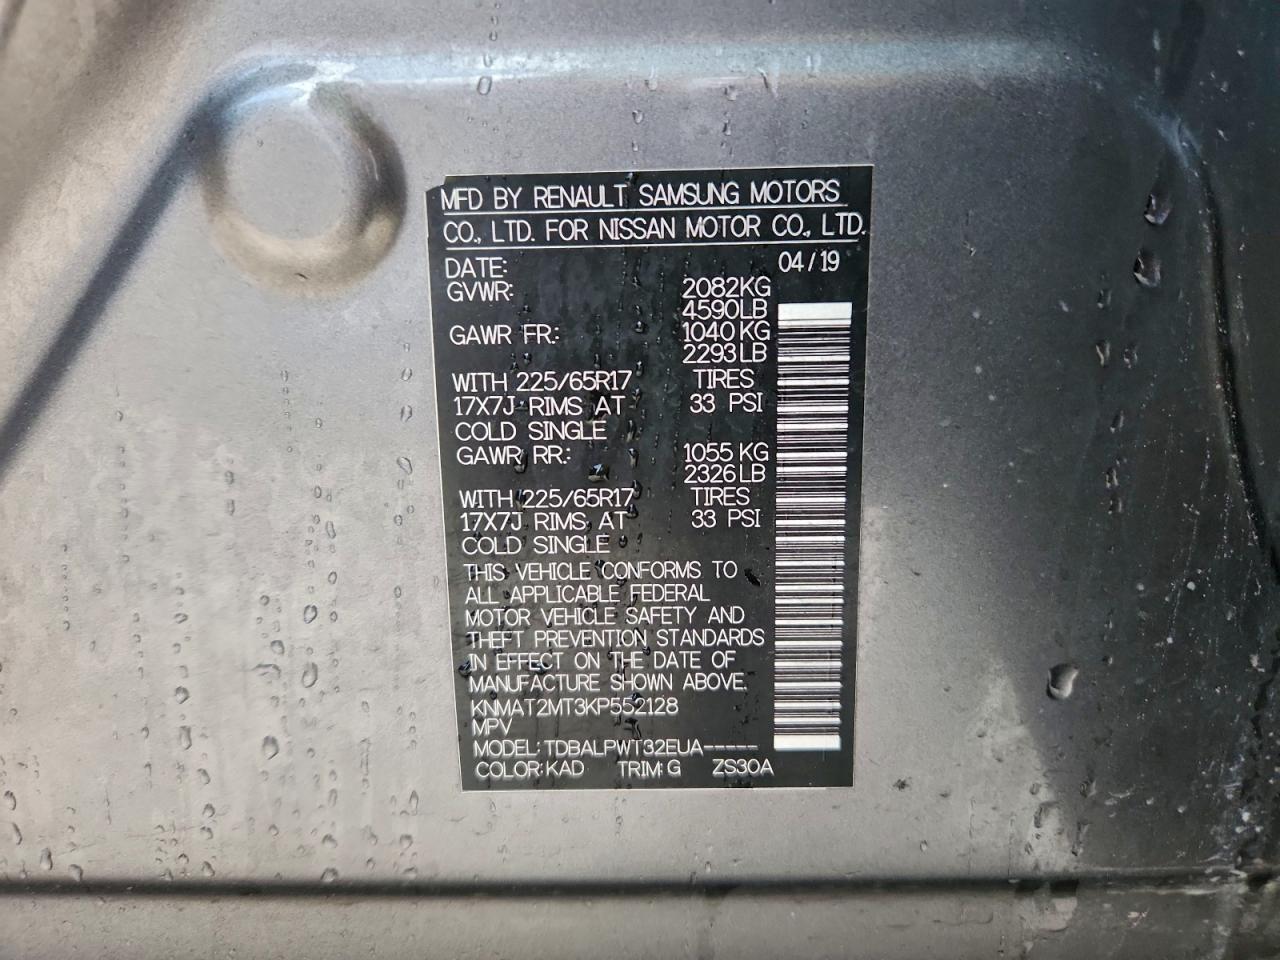 MFD BY RENAULT SAMSUNG MOTORS
CO., LTD. FOR NISSAN MOTOR CO., LTD.
DATE: 04/19
GVWR: 2082KG
4590LB
GAWR FR: 1040KG
2293LB
WITH 225/65R17 TIRES
17X7J RIMS AT 33 PSI
COLD SINGLE
GAWR RR: 1055 KG
2326LB
WITH 225/65R17 TIRES
17X7J RIMS AT 33 PSI
COLD SINGLE
THIS VEHICLE CONFORMS TO
ALL APPLICABLE FEDERAL
MOTOR VEHICLE SAFETY AND
THEFT PREVENTION STANDARDS
IN EFFECT ON THE DATE OF
MANUFACTURE SHOWN ABOVE.
KNMAT2MT3KP552128
MPV
MODEL: TDBALPWT32EUA-----
COLOR: KAD TRIM: G ZS30A